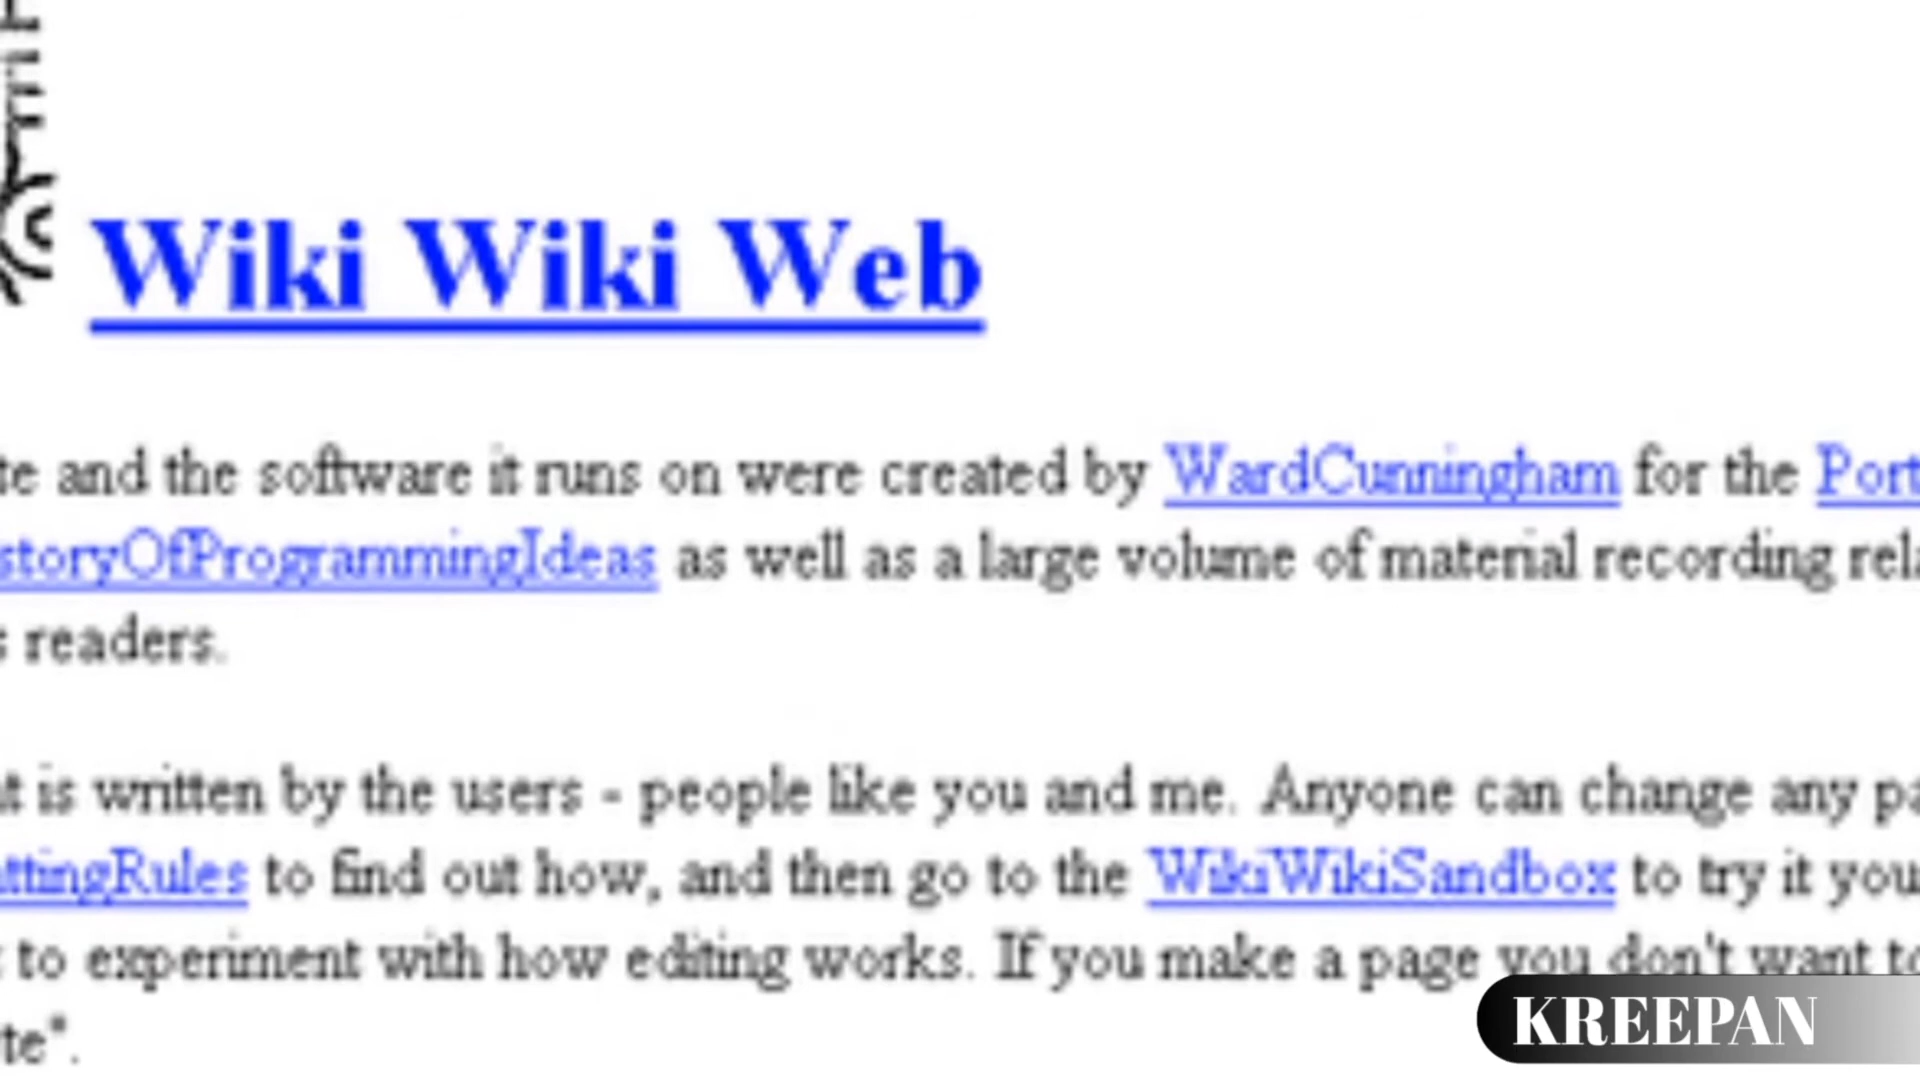 Wiki Wiki Web
te and the software it runs on were created by WardCunningham for the Port
storyOfProgrammingIdeas as well as a large volume of material recording rela
s readers.
t is written by the users - people like you and me. Anyone can change any pa
ttingRules to find out how, and then go to the WikiWikiSandbox to try it you
to experiment with how editing works. If you make a page you don't want to
te".
KREEPAN